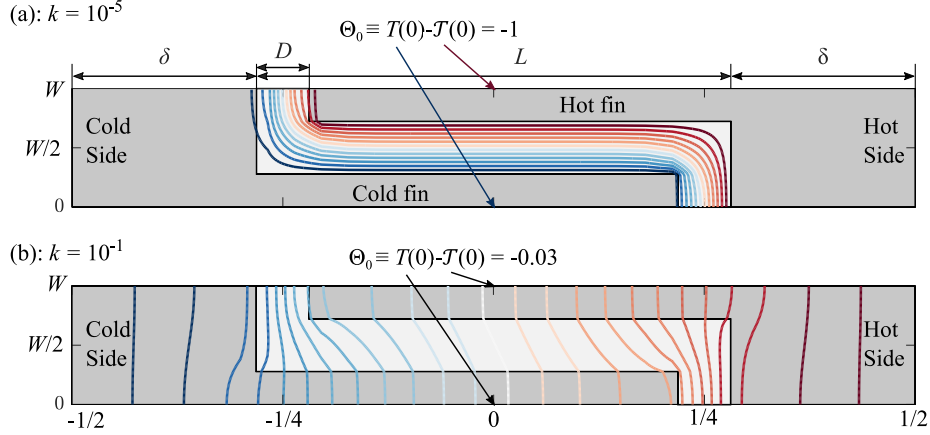 (a): k = 10⁻⁵
Θ₀ ≡ T(0)-𝒯(0) = -1
δ D L δ
W
Hot fin
Cold Side
Hot Side
W/2
Cold fin
0
(b): k = 10⁻¹
Θ₀ ≡ T(0)-𝒯(0) = -0.03
W
Cold Side
Hot Side
W/2
0
-1/2 -1/4 0 1/4 1/2